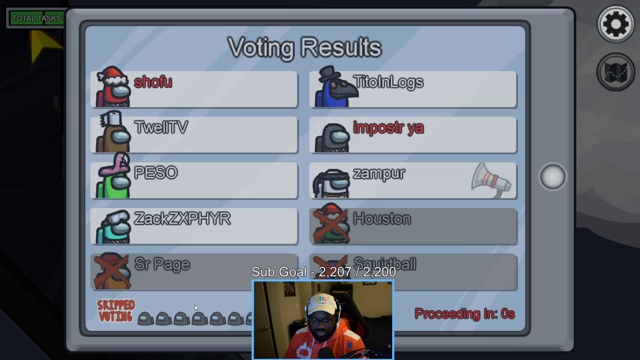 TOTAL TASKS
Voting Results
shofu
TitoInLogs
TwellTV
impostr ya
PESO
zampur
ZackZXPHYR
Houston
Sr Page
Squirtball
Sub Goal - 2,207 / 2,200
SKIPPED
VOTING
Proceeding In: 0s